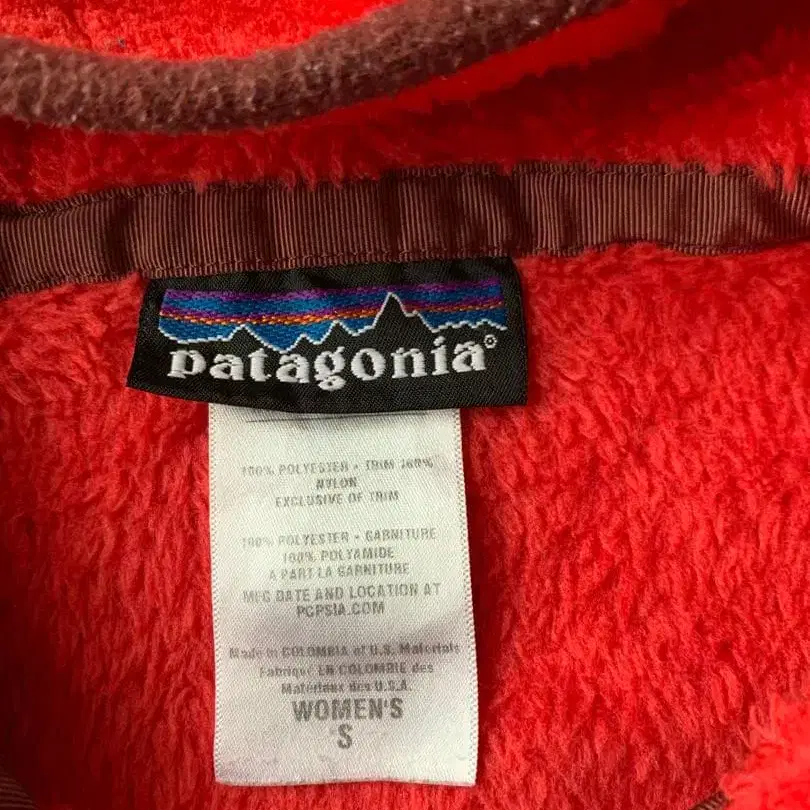 patagonia®
100% POLYESTER • TRIM 100%
NYLON
EXCLUSIVE OF TRIM
100% POLYESTER • GARNITURE
100% POLYAMIDE
A PART LA GARNITURE
MFG DATE AND LOCATION AT
PCPSIA.COM
Made in COLOMBIA of U.S. Materials
Fabriqué EN COLOMBIE des
Matériaux des U.S.A.
WOMEN'S
S